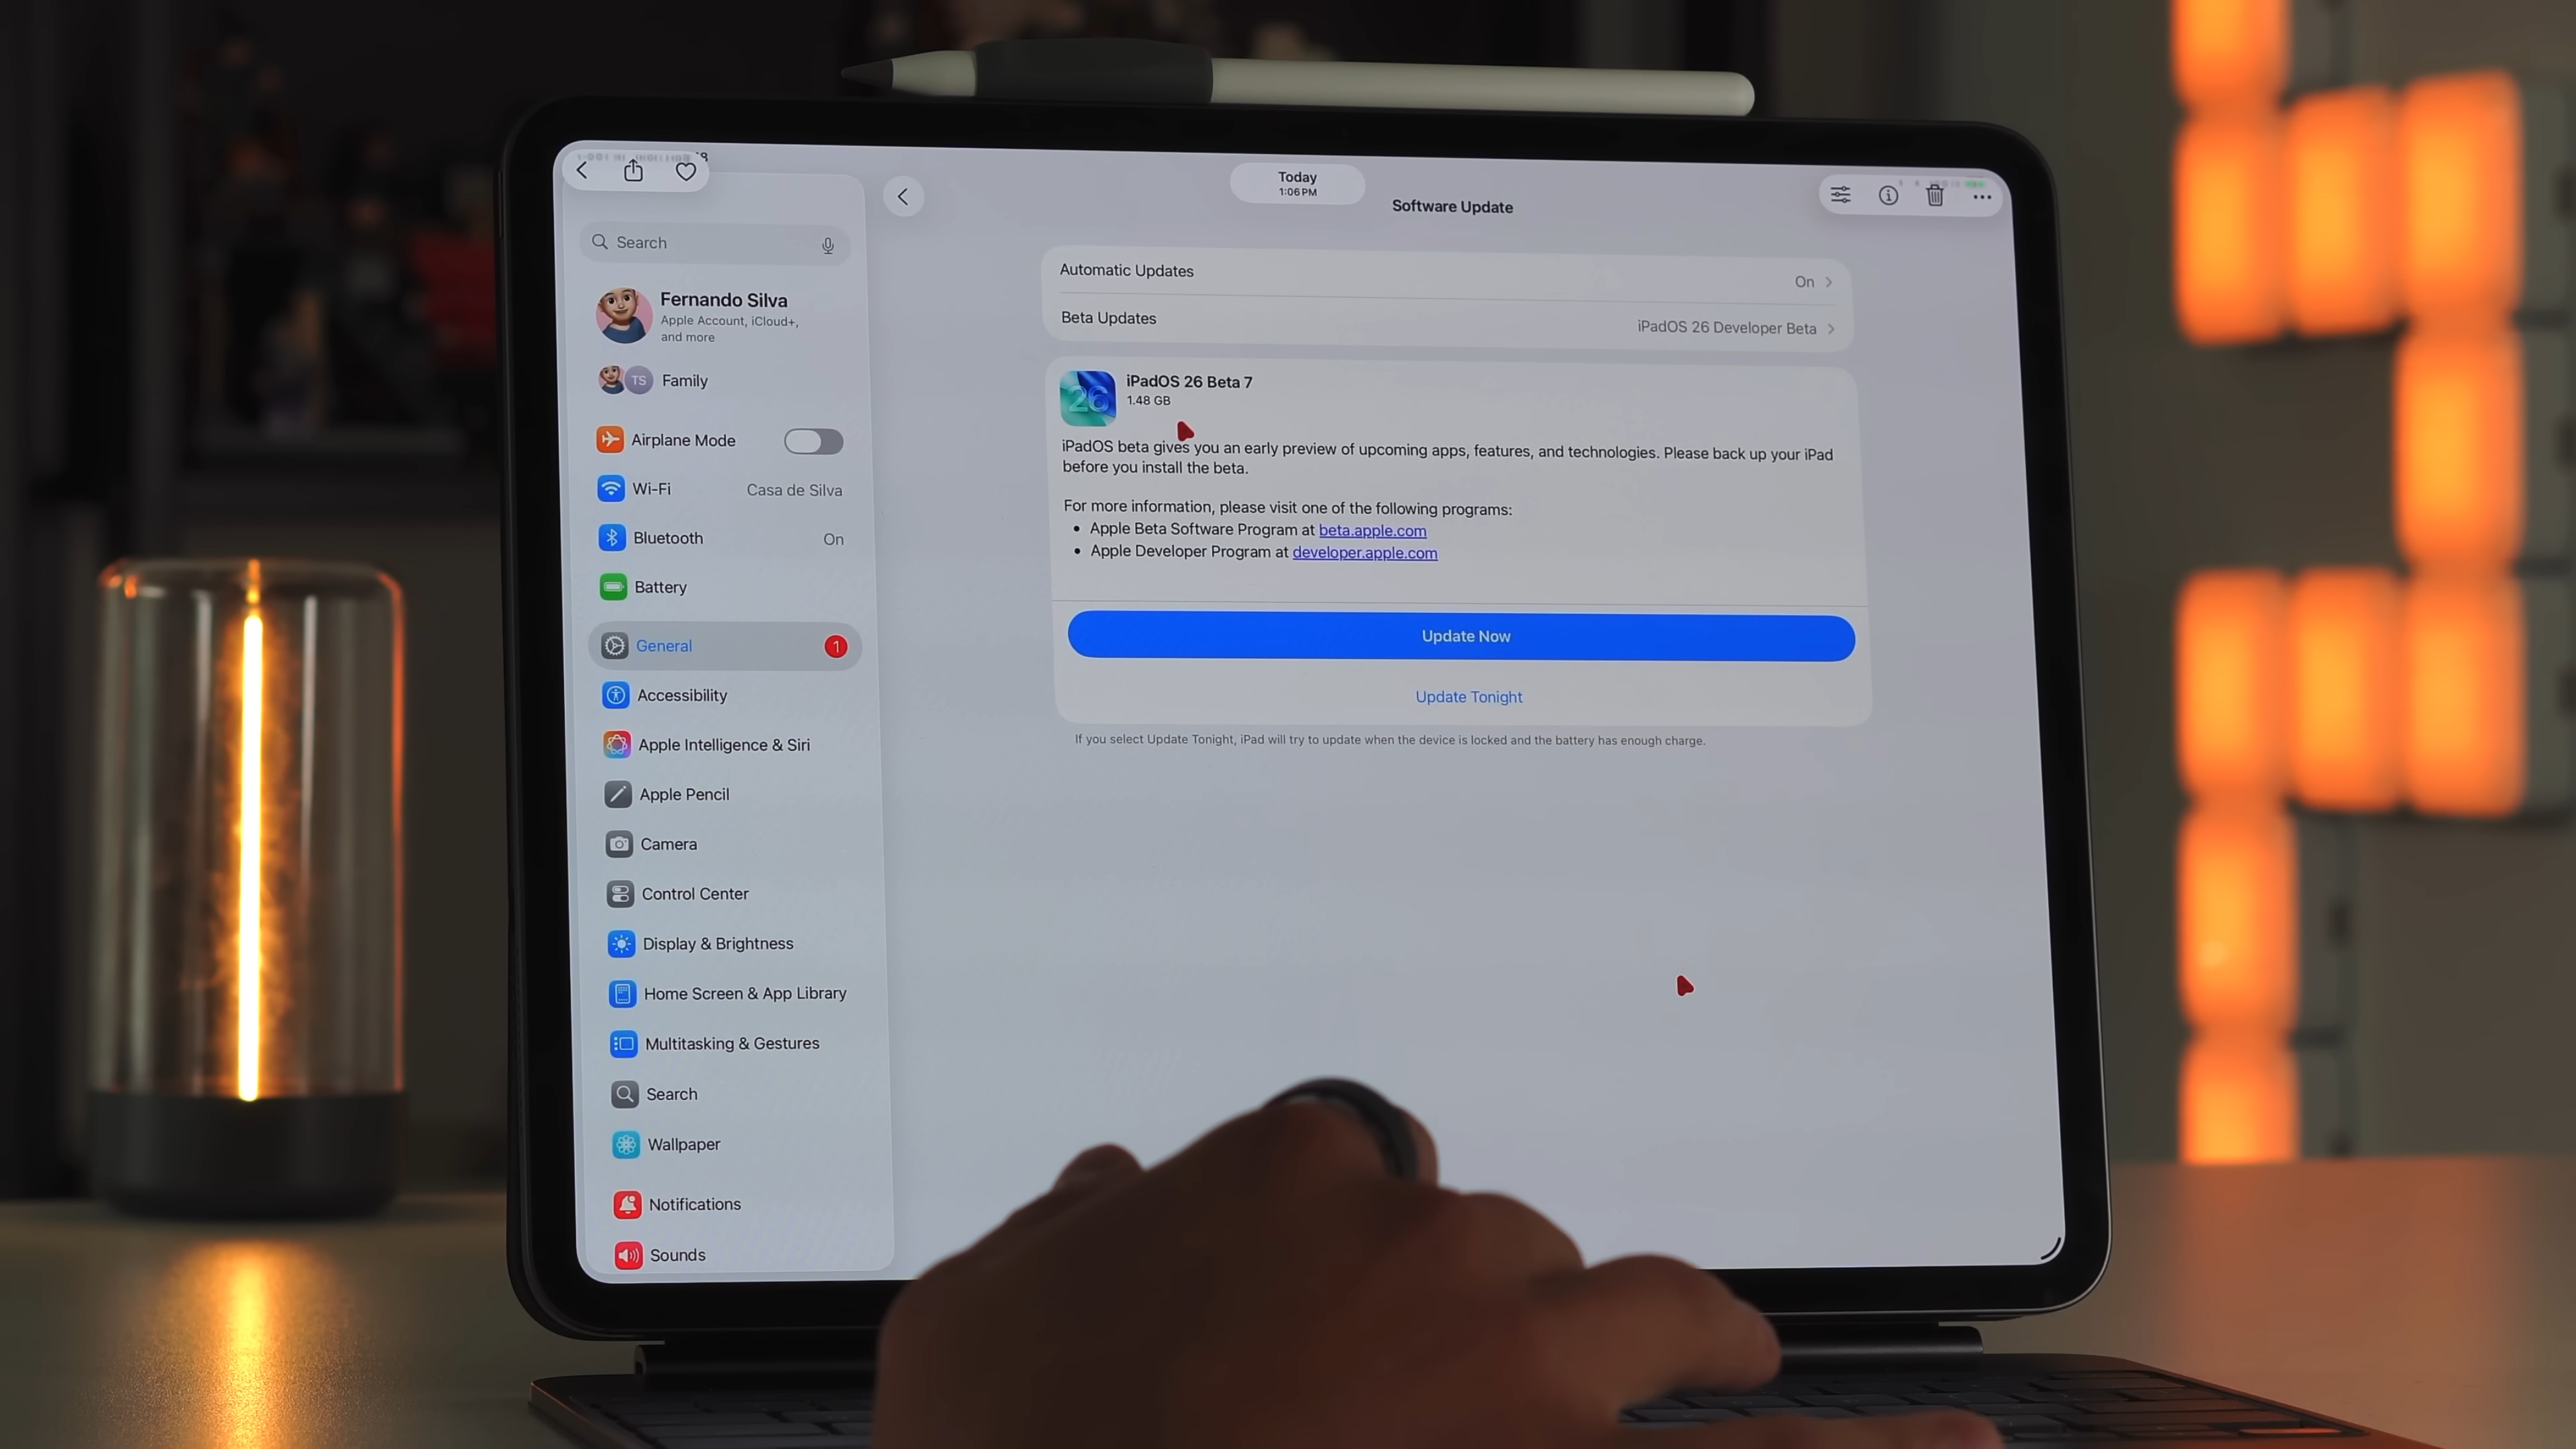 Today
1:06 PM
Software Update
Search
Fernando Silva
Apple Account, iCloud+,
and more
TS
Family
Airplane Mode
Wi-Fi
Casa de Silva
Bluetooth
On
Battery
General
1
Accessibility
Apple Intelligence & Siri
Apple Pencil
Camera
Control Center
Display & Brightness
Home Screen & App Library
Multitasking & Gestures
Search
Wallpaper
Notifications
Sounds
Automatic Updates
On
Beta Updates
iPadOS 26 Developer Beta
26
iPadOS 26 Beta 7
1.48 GB
iPadOS beta gives you an early preview of upcoming apps, features, and technologies. Please back up your iPad
before you install the beta.
For more information, please visit one of the following programs:
• Apple Beta Software Program at beta.apple.com
• Apple Developer Program at developer.apple.com
Update Now
Update Tonight
If you select Update Tonight, iPad will try to update when the device is locked and the battery has enough charge.